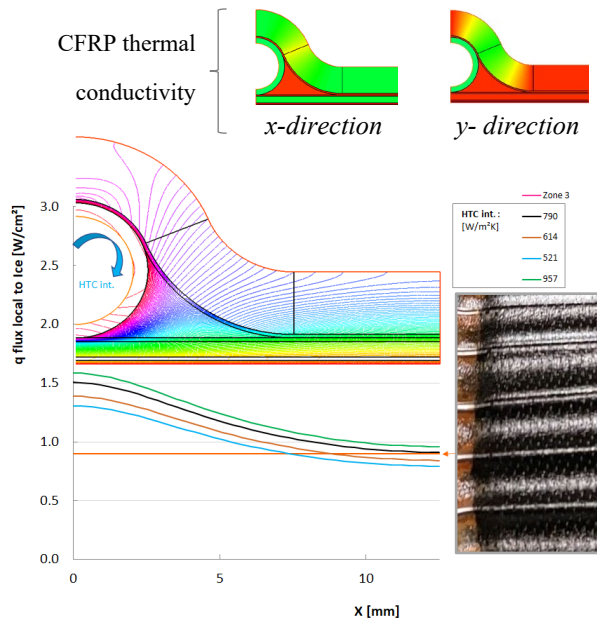 CFRP thermal
conductivity
x-direction
y- direction
q flux local to Ice [W/cm²]
3.0
2.5
2.0
1.5
1.0
0.5
0.0
0
5
10
X [mm]
HTC int.
Zone 3
HTC int. :
[W/m²K]
790
614
521
957